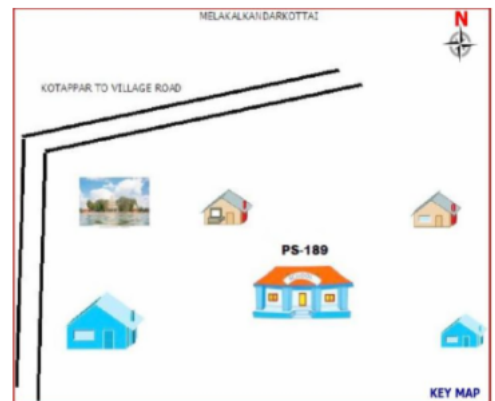 MELAKALKANDARKOTTAI
N
KOTAPPAR TO VILLAGE ROAD
PS-189
KEY MAP